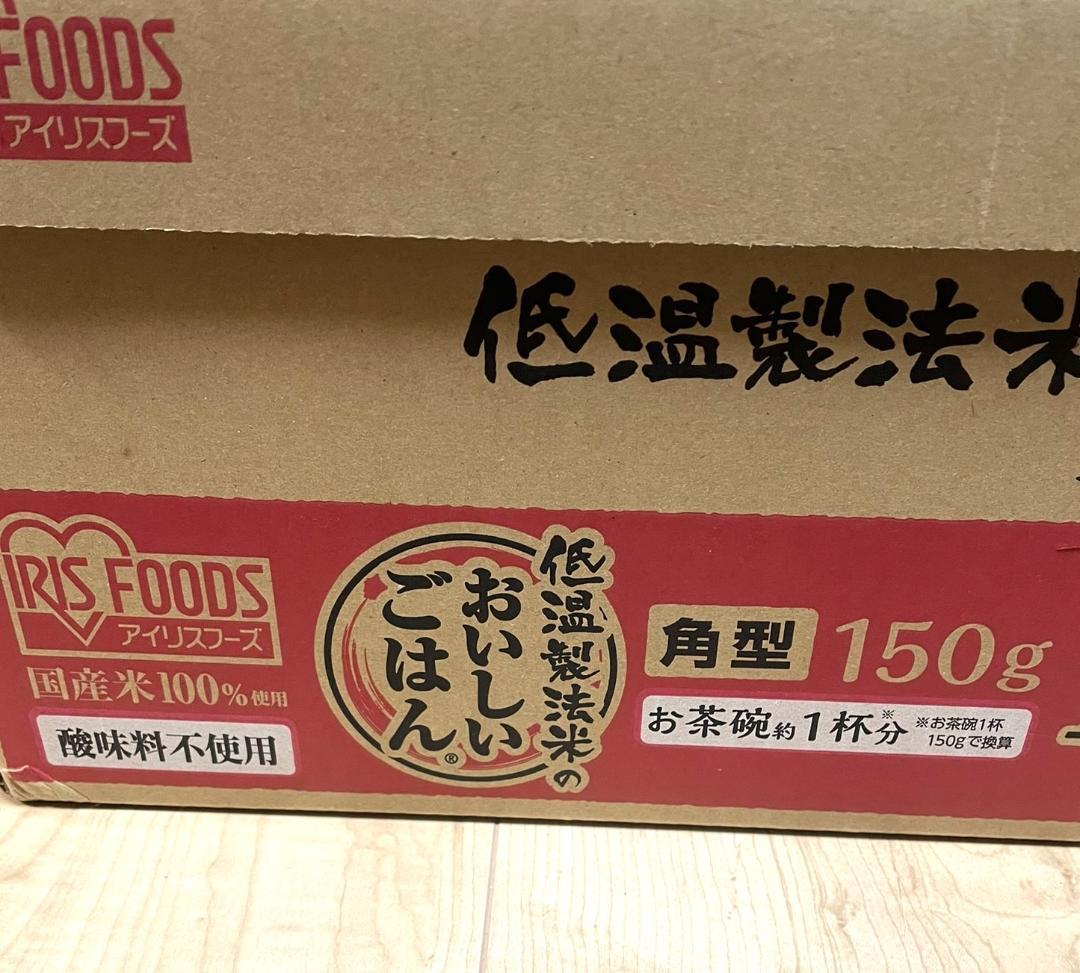 FOODS
アイリスフーズ
低温製法米
IRIS FOODS
アイリスフーズ
国産米100%使用
酸味料不使用
低温製法米の
おいしい
ごはん®
角型 150g
お茶碗約1杯分※
※お茶碗1杯
150gで換算